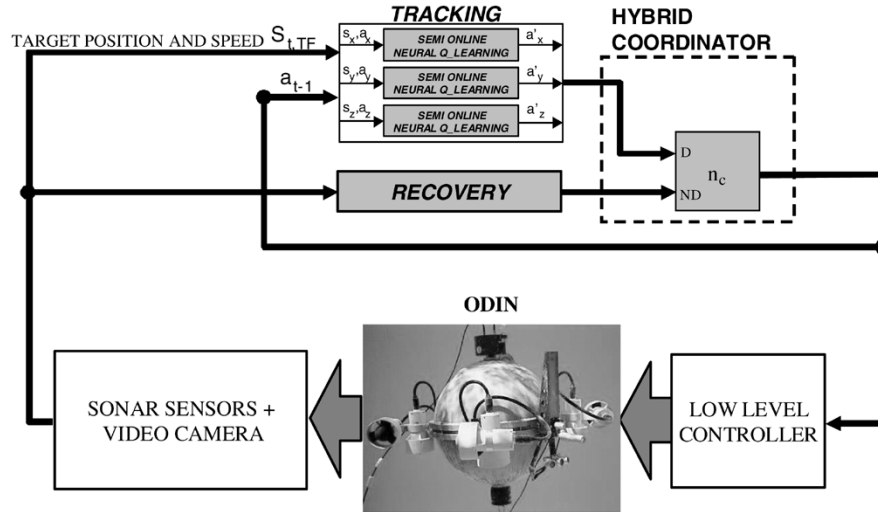 TRACKING
HYBRID
COORDINATOR
TARGET POSITION AND SPEED S_t,TF
s_x,a_x
SEMI ONLINE
NEURAL Q_LEARNING
a'_x
a_t-1
s_y,a_y
SEMI ONLINE
NEURAL Q_LEARNING
a'_y
s_z,a_z
SEMI ONLINE
NEURAL Q_LEARNING
a'_z
D
n_c
ND
RECOVERY
ODIN
SONAR SENSORS +
VIDEO CAMERA
LOW LEVEL
CONTROLLER